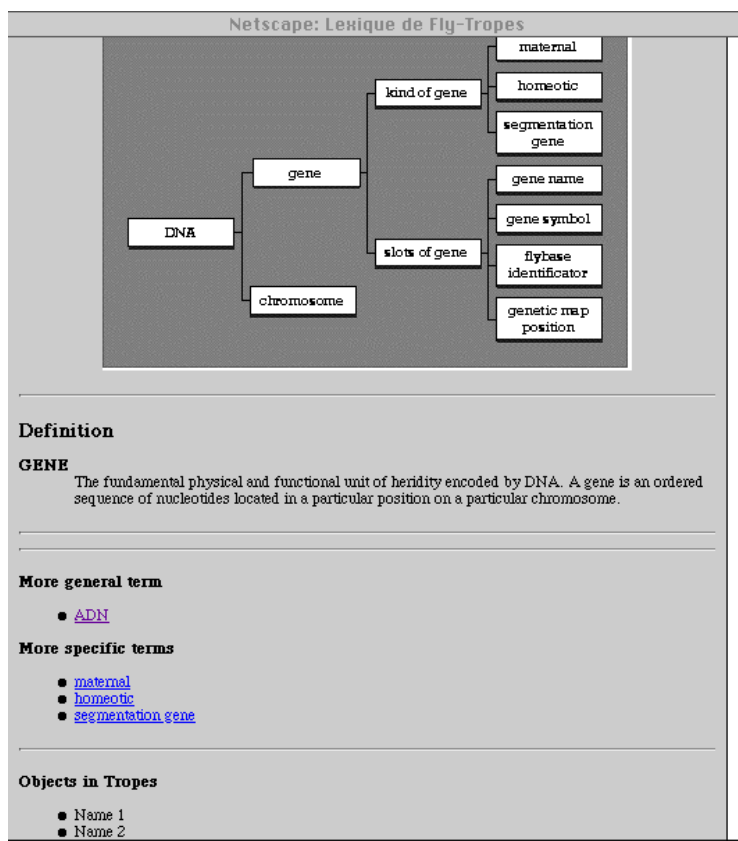 Netscape: Lexique de Fly-Tropes
maternal
kind of gene
homeotic
segmentation
gene
gene
gene name
DNA
gene symbol
slots of gene
flybase
identificator
chromosome
genetic map
position
Definition
GENE
The fundamental physical and functional unit of heridity encoded by DNA. A gene is an ordered
sequence of nucleotides located in a particular position on a particular chromosome.
More general term
ADN
More specific terms
maternal
homeotic
segmentation gene
Objects in Tropes
Name 1
Name 2